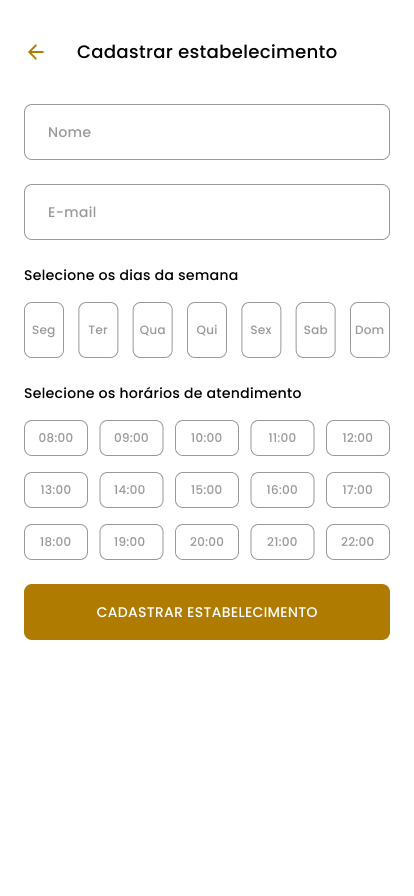 Cadastrar estabelecimento
Nome
E-mail
Selecione os dias da semana
Seg Ter Qua Qui Sex Sab Dom
Selecione os horários de atendimento
08:00 09:00 10:00 11:00 12:00
13:00 14:00 15:00 16:00 17:00
18:00 19:00 20:00 21:00 22:00
CADASTRAR ESTABELECIMENTO